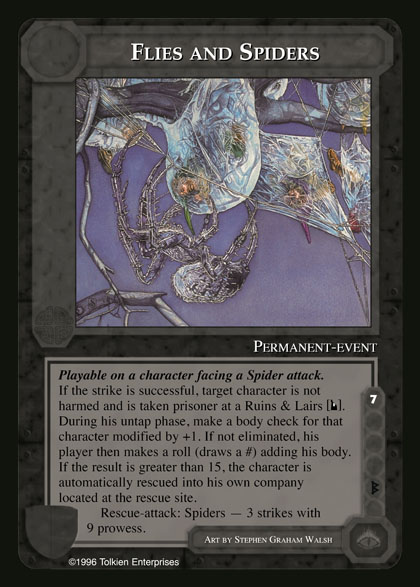 FLIES AND SPIDERS
PERMANENT-EVENT
Playable on a character facing a Spider attack.
If the strike is successful, target character is not
harmed and is taken prisoner at a Ruins & Lairs [].
During his untap phase, make a body check for that
character modified by +1. If not eliminated, his
player then makes a roll (draws a #) adding his body.
If the result is greater than 15, the character is
automatically rescued into his own company
located at the rescue site.
Rescue-attack: Spiders — 3 strikes with
9 prowess.
7
ART BY STEPHEN GRAHAM WALSH
©1996 Tolkien Enterprises